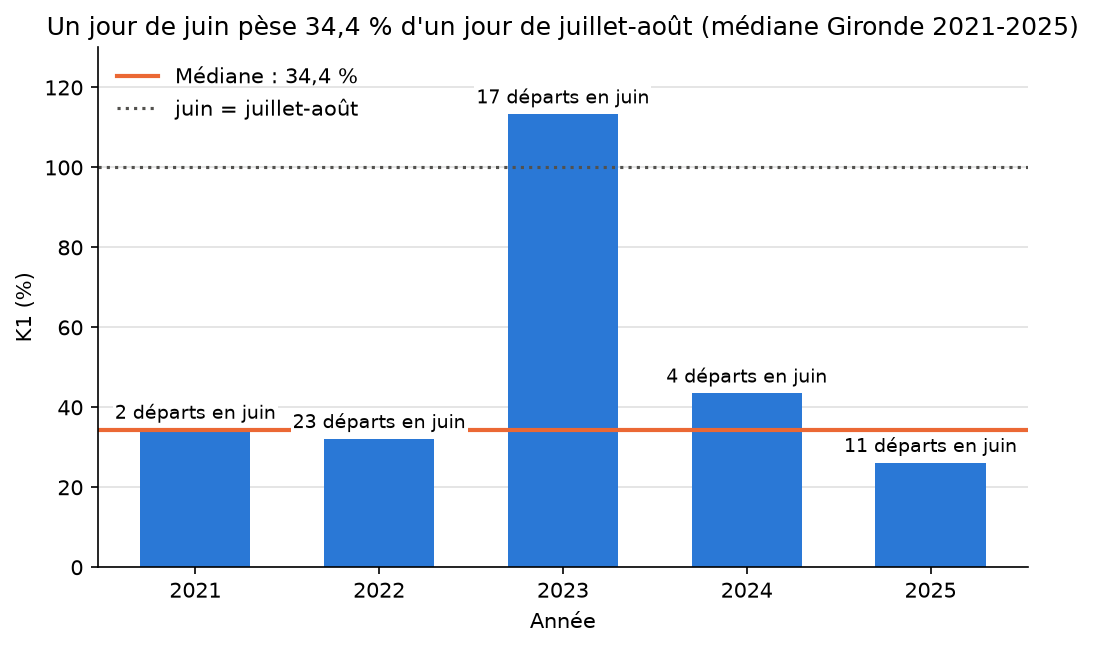 Un jour de juin pèse 34,4 % d'un jour de juillet-août (médiane Gironde 2021-2025)
Médiane : 34,4 %
juin = juillet-août
120
100
80
60
40
20
0
K1 (%)
2 départs en juin
23 départs en juin
17 départs en juin
4 départs en juin
11 départs en juin
2021
2022
2023
2024
2025
Année